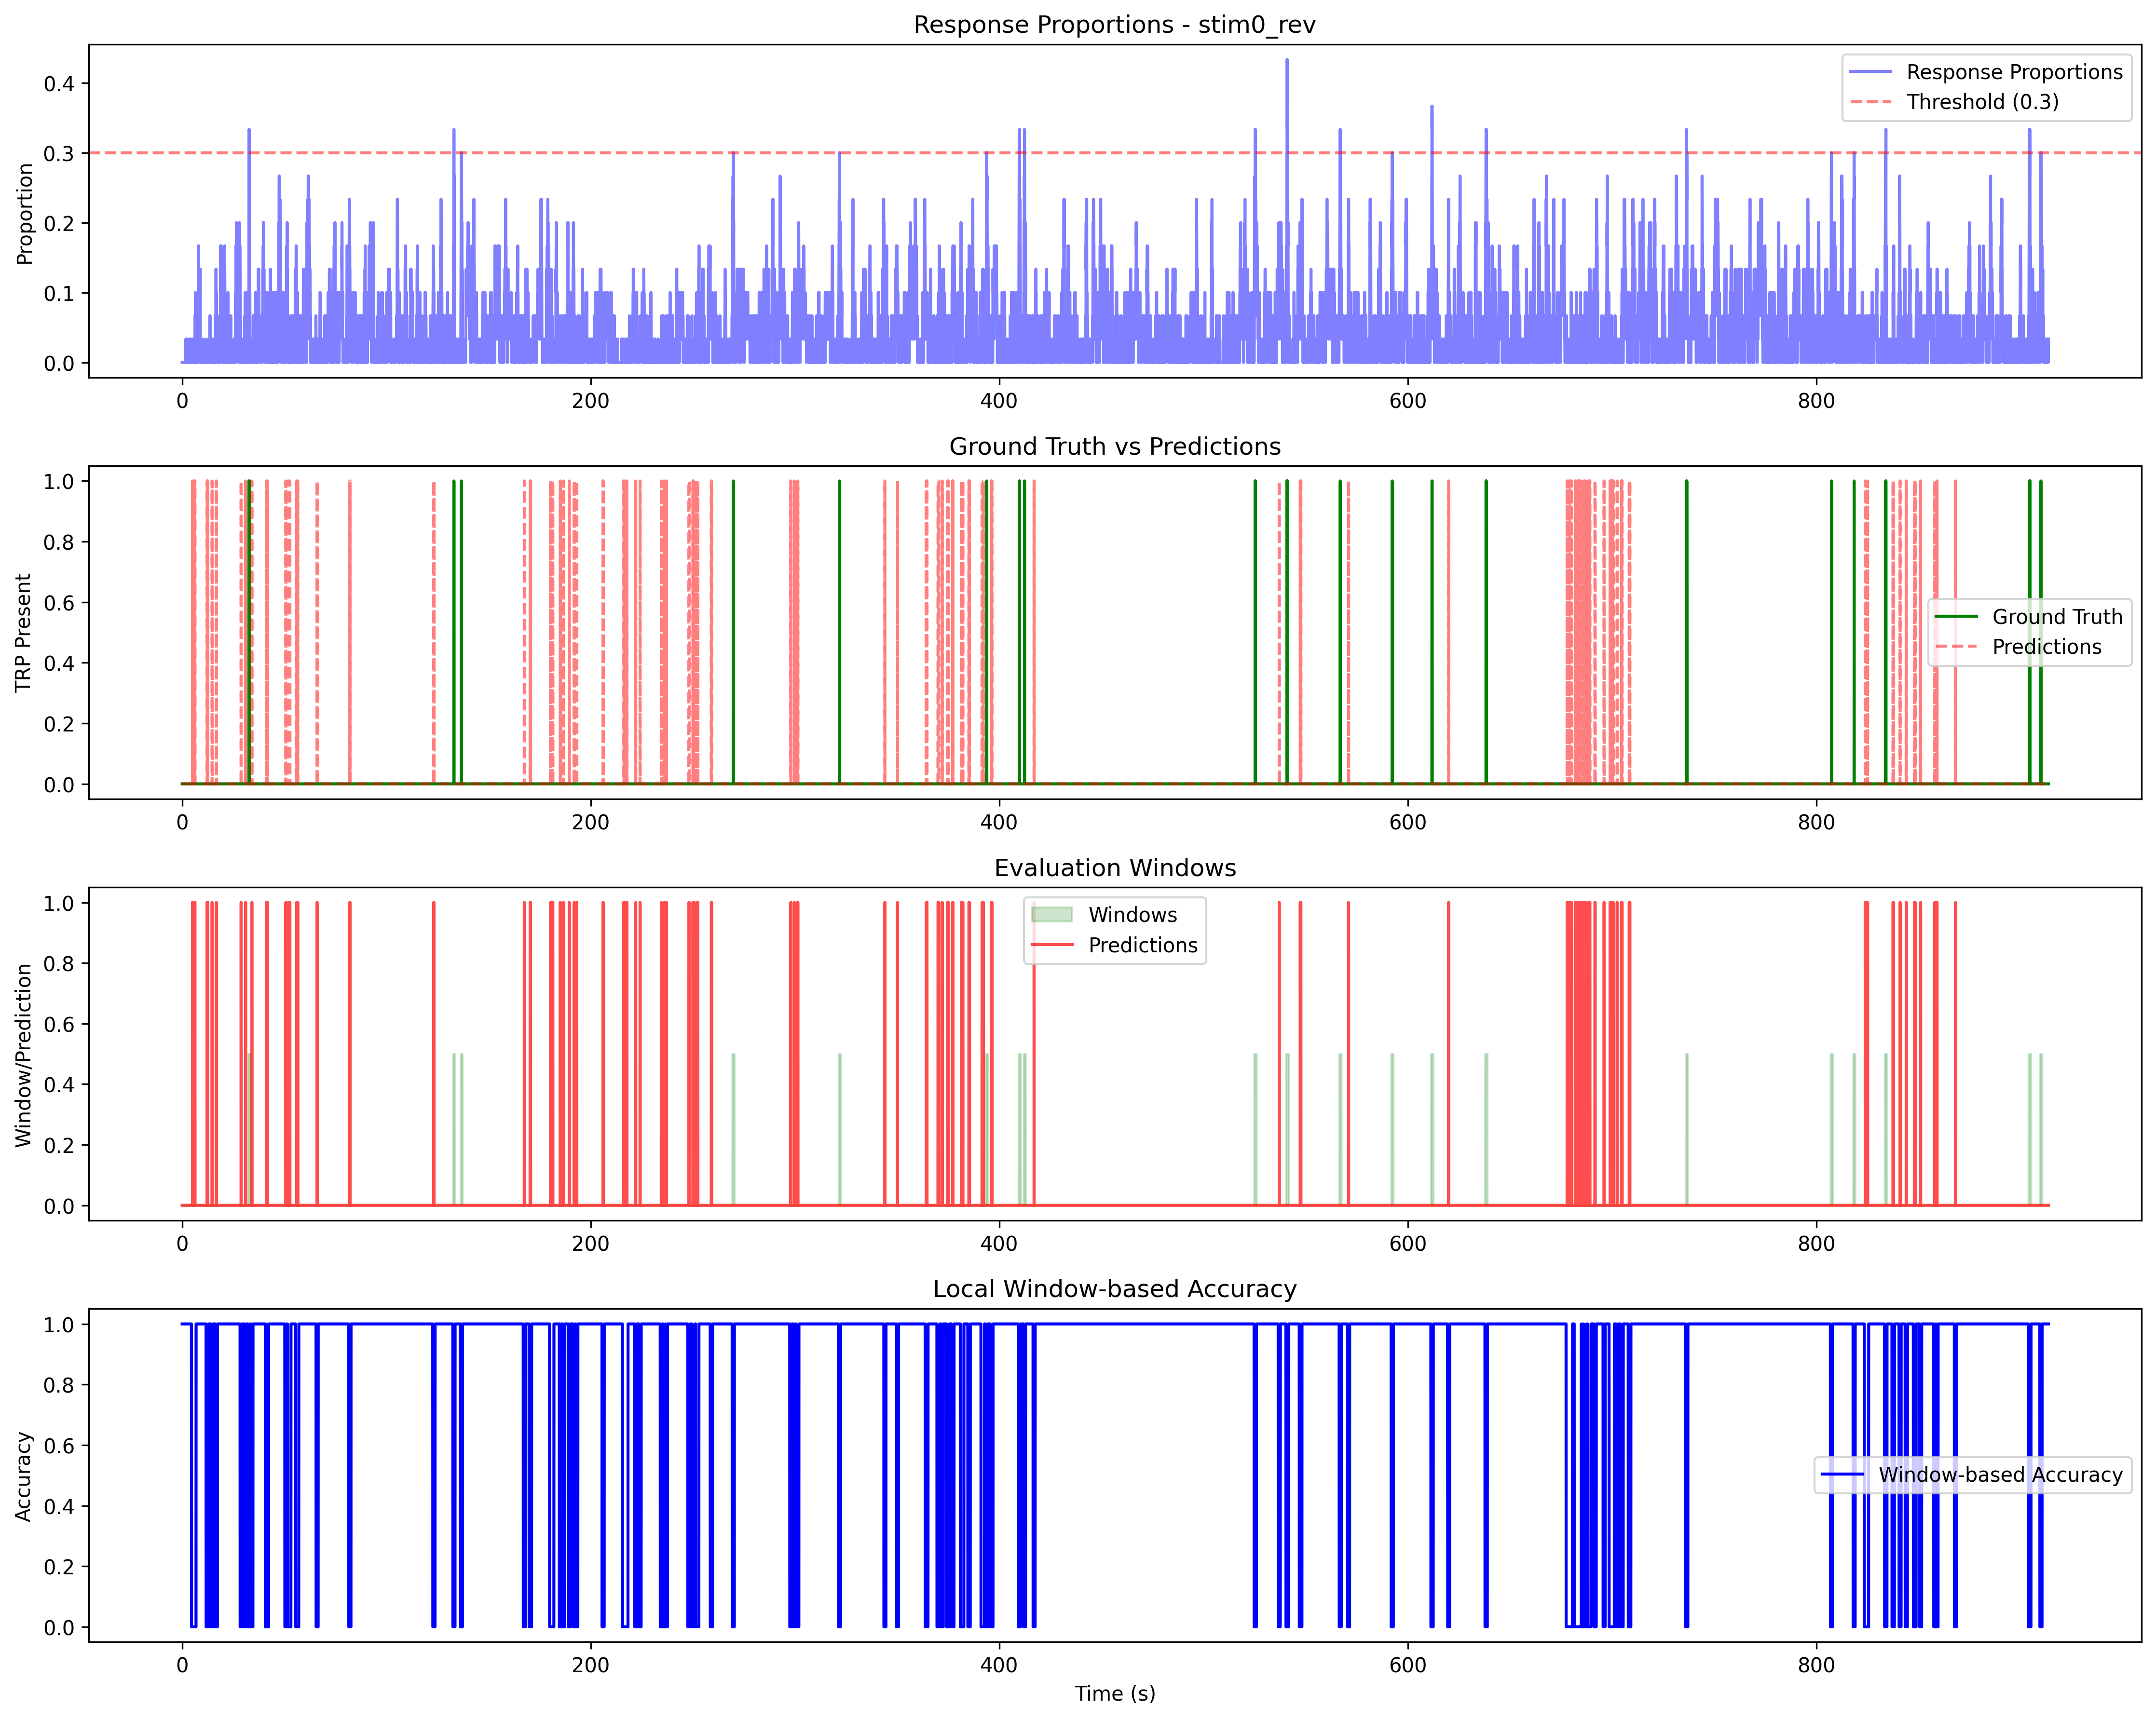 Response Proportions - stim0_rev
Proportion
0.4
0.3
0.2
0.1
0.0
Response Proportions
Threshold (0.3)
0 200 400 600 800
Ground Truth vs Predictions
TRP Present
1.0
0.8
0.6
0.4
0.2
0.0
Ground Truth
Predictions
0 200 400 600 800
Evaluation Windows
Window/Prediction
1.0
0.8
0.6
0.4
0.2
0.0
Windows
Predictions
0 200 400 600 800
Local Window-based Accuracy
Accuracy
1.0
0.8
0.6
0.4
0.2
0.0
Window-based Accuracy
0 200 400 600 800
Time (s)